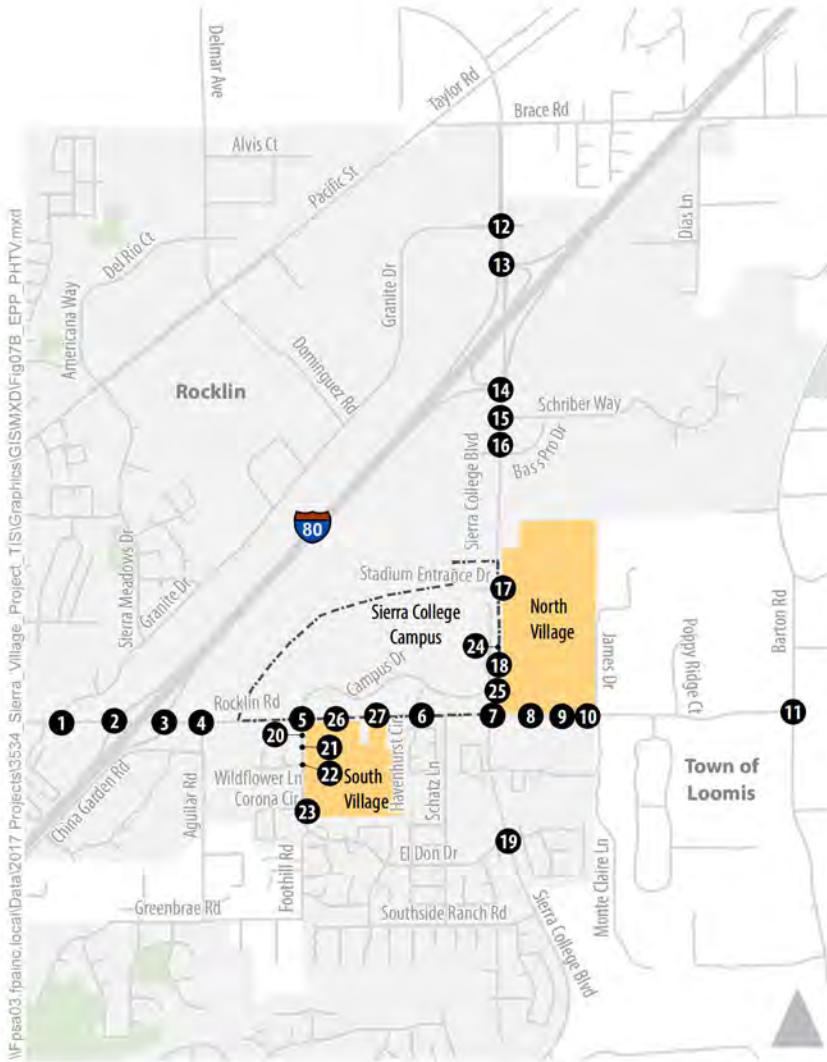 \\Fpsa03.fpainc.local\Data\2017 Projects\3534_Sierra_Village_Project_TIS\Graphics\GIS\MXD\Fig07B_EPP_PHTV.mxd
Delmar Ave
Taylor Rd
Brace Rd
Alvis Ct
Pacific St
Dias Ln
Del Rio Ct
12
13
Granite Dr
Americana Way
Dominguez Rd
Rocklin
14
Schriber Way
15
16
Bass Pro Dr
Sierra College Blvd
80
Sierra Meadows Dr
Granite Dr
Stadium Entrance Dr
17
Sierra College
Campus
North
Village
24
18
James Dr
Poppy Ridge Ct
Barton Rd
Campus Dr
25
Rocklin Rd
1
2
3
4
5
26
27
6
7
8
9
10
11
20
21
22
Wildflower Ln
Corona Cir
South
Village
Havenhurst Cir
Schatz Ln
Town of
Loomis
China Garden Rd
Aguilar Rd
23
19
El Don Dr
Foothill Rd
Monte Claire Ln
Greenbrae Rd
Southside Ranch Rd
Sierra College Blvd